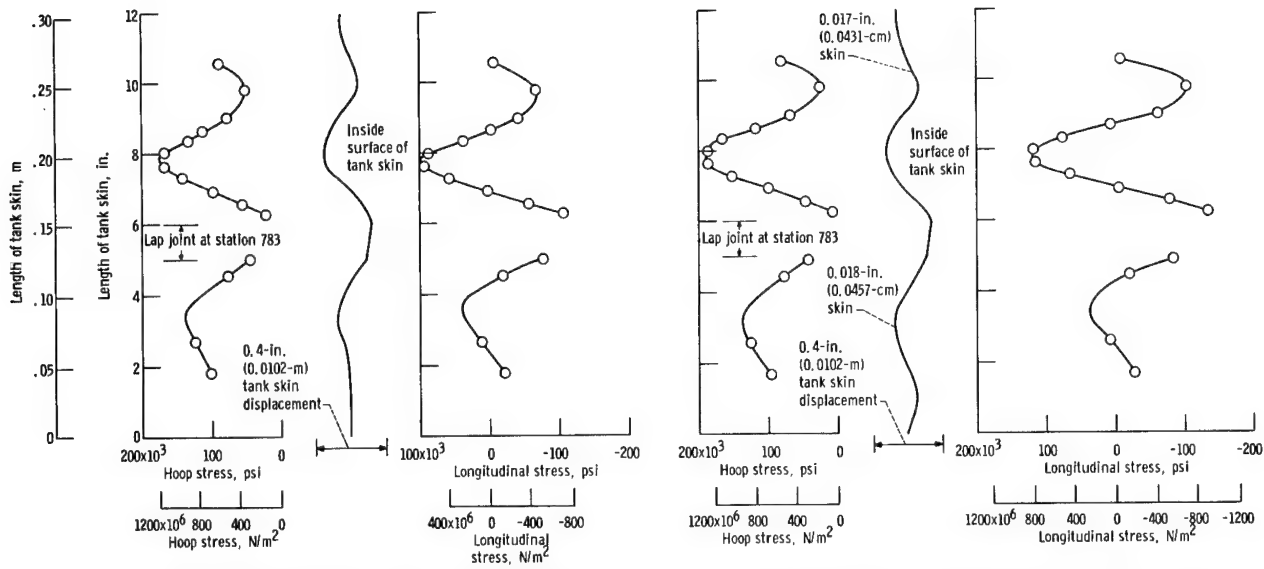 Length of tank skin, m
.30
.25
.20
.15
.10
.05
0
Length of tank skin, in.
12
10
8
6
4
2
0
Lap joint at station 783
200x10³ 100 0
Hoop stress, psi
1200x10⁶ 800 400 0
Hoop stress, N/m²
Inside
surface of
tank skin
0.4-in.
(0.0102-m)
tank skin
displacement
100x10³ 0 -100 -200
Longitudinal stress, psi
400x10⁶ 0 -400 -800
Longitudinal
stress, N/m²
Lap joint at station 783
200x10³ 100 0
Hoop stress, psi
1200x10⁶ 800 400 0
Hoop stress, N/m²
0.017-in.
(0.0431-cm)
skin
Inside
surface of
tank skin
0.018-in.
(0.0457-cm)
skin
0.4-in.
(0.0102-m)
tank skin
displacement
200x10³ 100 0 -100 -200
Longitudinal stress, psi
1200x10⁶ 800 400 0 -400 -800 -1200
Longitudinal stress, N/m²